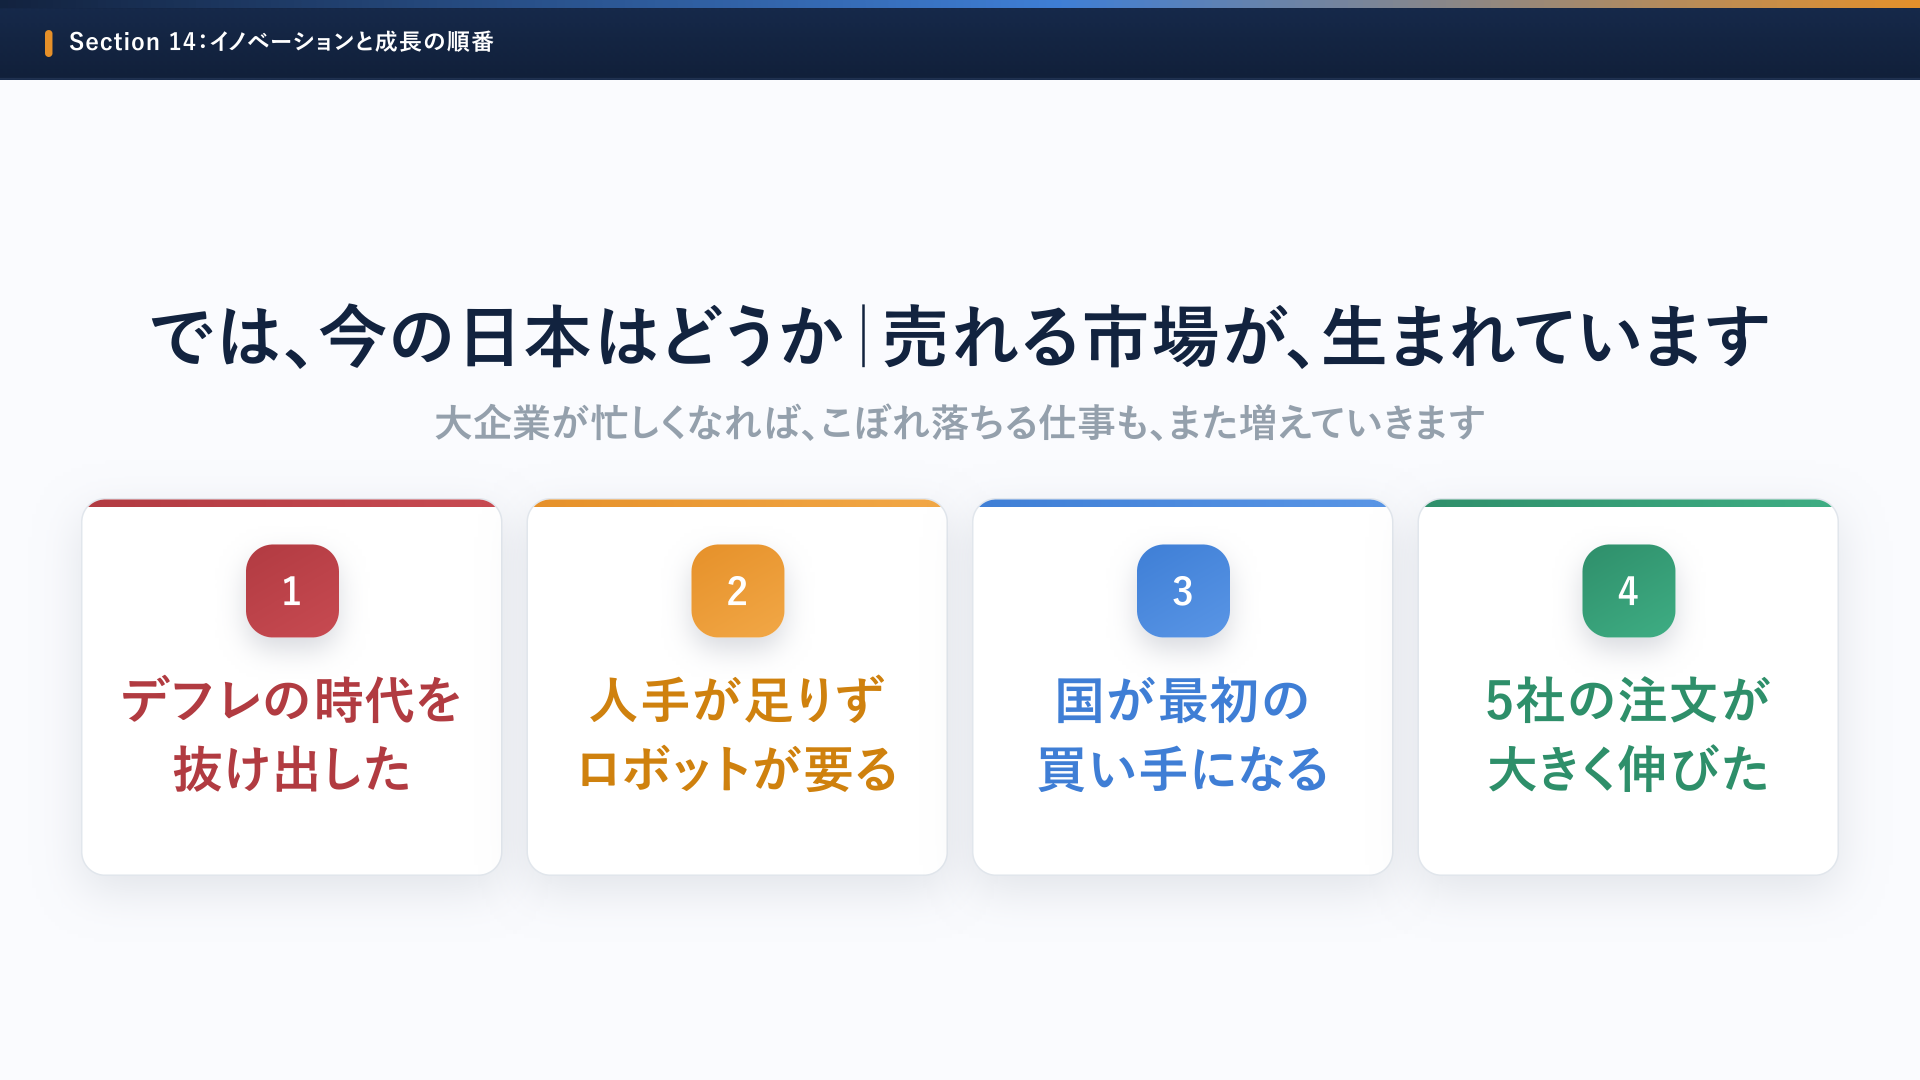 Section 14：イノベーションと成長の順番
では、今の日本はどうか｜売れる市場が、生まれています
大企業が忙しくなれば、こぼれ落ちる仕事も、また増えていきます
1
デフレの時代を
抜け出した
2
人手が足りず
ロボットが要る
3
国が最初の
買い手になる
4
5社の注文が
大きく伸びた